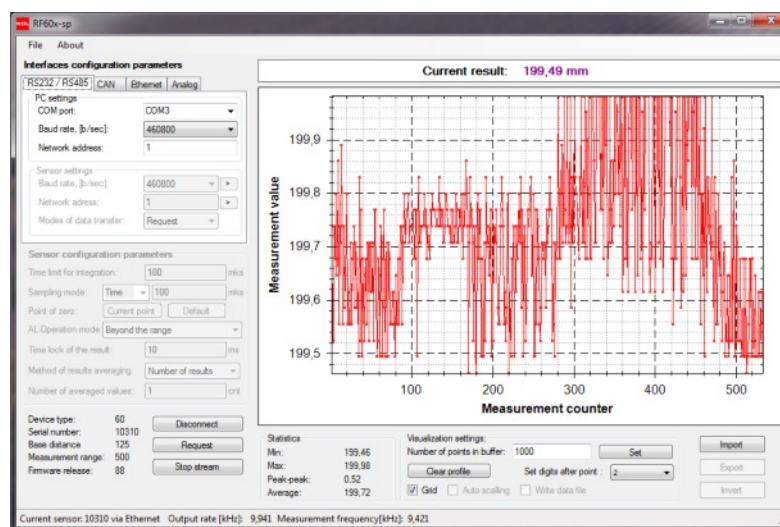 RF60x-sp
File About
Interfaces configuration parameters
RS232 / RS485 CAN Ethernet Analog
PC settings
COM port: COM3
Baud rate, [b/sec]: 460800
Network address: 1
Sensor settings
Baud rate, [b/sec]: 460800 >
Network adress: 1 >
Modes of data transfer: Request
Sensor configuration parameters
Time limit for integration: 100 mks
Sampling mode: Time 100 mks
Point of zero: Current point Default
AL Operation mode: Beyond the range
Time lock of the result: 10 ms
Method of results averaging: Number of results
Number of averaged values: 1 cnt
Device type: 60
Serial number: 10310
Base distance 125
Measurement range: 500
Firmware release: 88
Disconnect
Request
Stop stream
Current result: 199,49 mm
Measurement value
199,9
199,8
199,7
199,6
199,5
100 200 300 400 500
Measurement counter
Statistics
Min: 199,46
Max: 199,98
Peak-peak: 0.52
Average: 199,72
Visualization settings:
Number of points in buffer: 1000 Set
Clear profile Set digits after point : 2
Grid Auto scalling Write data file
Import
Export
Invert
Current sensor: 10310 via Ethernet Output rate [kHz]: 9,941 Measurement frequency[kHz]: 9,421